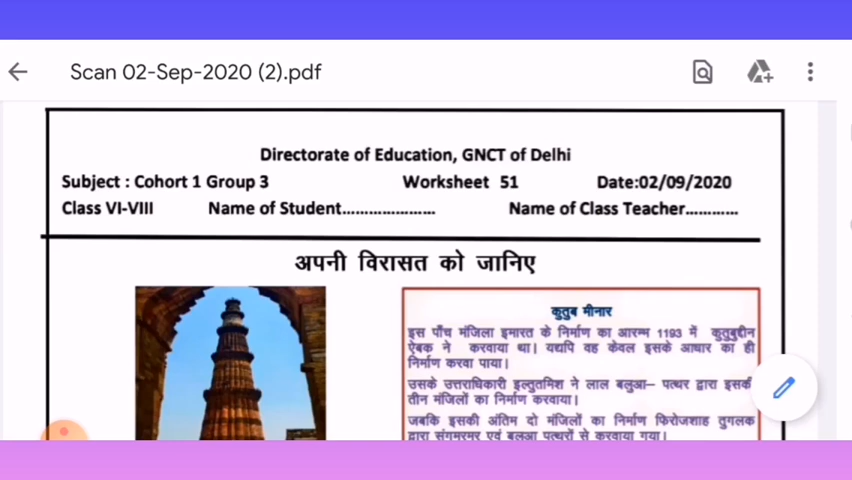 Scan 02-Sep-2020 (2).pdf
Directorate of Education, GNCT of Delhi
Subject : Cohort 1 Group 3 Worksheet 51 Date:02/09/2020
Class VI-VIII Name of Student..................... Name of Class Teacher............
अपनी विरासत को जानिए
कुतुब मीनार
इस पाँच मंजिला इमारत के निर्माण का आरम्भ 1193 में कुतुबुद्दीन
ऐबक ने करवाया था। यद्यपि वह केवल इसके आधार का ही
निर्माण करवा पाया।
उसके उत्तराधिकारी इल्तुतमिश ने लाल बलुआ– पत्थर द्वारा इसकी
तीन मंजिलों का निर्माण करवाया।
जबकि इसकी अंतिम दो मंजिलों का निर्माण फिरोजशाह तुगलक
द्वारा संगमरमर एवं बलुआ पत्थरों से करवाया गया।